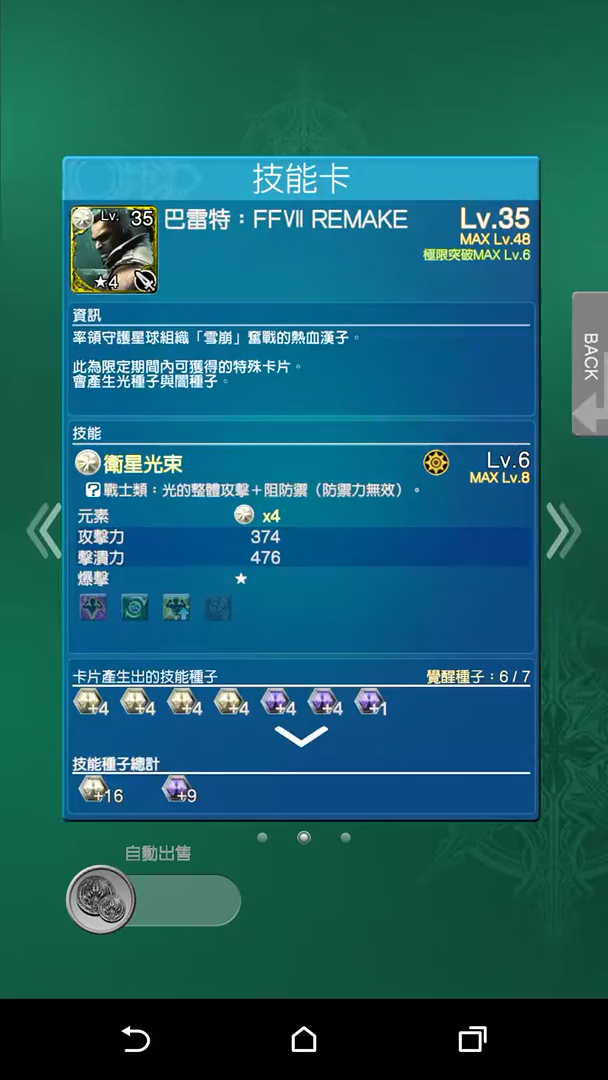 技能卡
Lv. 35
★4
巴雷特：FFVII REMAKE
Lv.35
MAX Lv.48
極限突破MAX Lv.6
資訊
率領守護星球組織「雪崩」奮戰的熱血漢子。
此為限定期間內可獲得的特殊卡片。
會產生光種子與闇種子。
BACK
技能
衛星光束
Lv.6
MAX Lv.8
?戰士類：光的整體攻擊＋阻防禦（防禦力無效）。
元素 x4
攻擊力 374
擊潰力 476
爆擊 ★
卡片產生出的技能種子 覺醒種子：6 / 7
+4 +4 +4 +4 +4 +4 +1
技能種子總計
+16 +9
自動出售